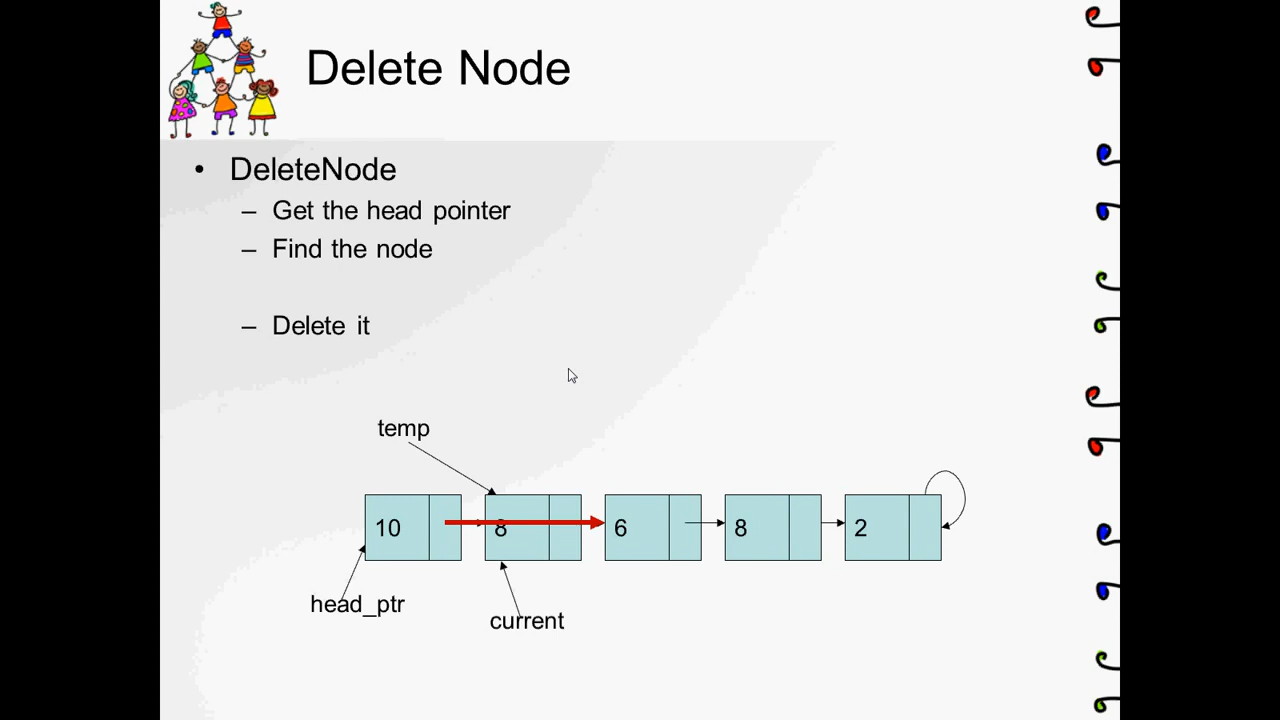 Delete Node
• DeleteNode
– Get the head pointer
– Find the node
– Delete it
temp
10 8 6 8 2
head_ptr
current